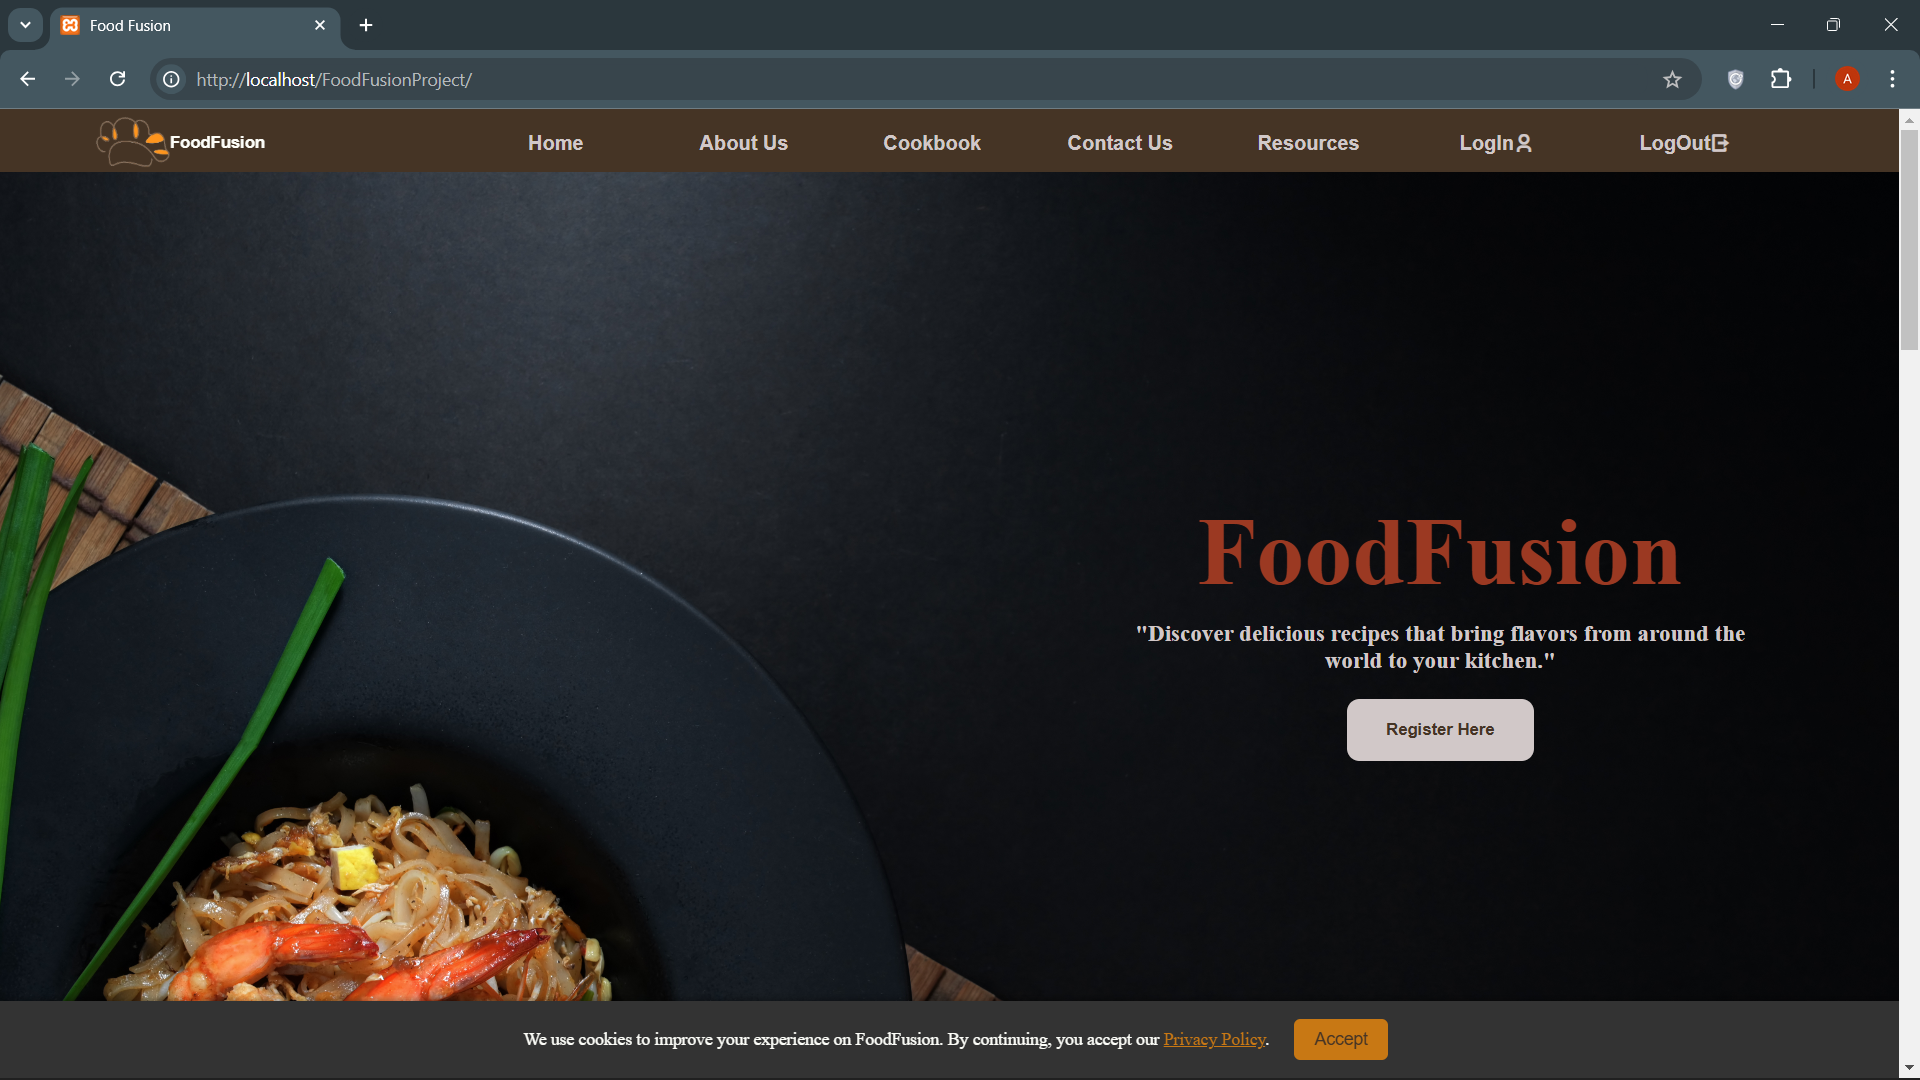 Food Fusion
http://localhost/FoodFusionProject/
A
FoodFusion Home About Us Cookbook Contact Us Resources LogIn LogOut
FoodFusion
"Discover delicious recipes that bring flavors from around the
world to your kitchen."
Register Here
We use cookies to improve your experience on FoodFusion. By continuing, you accept our Privacy Policy. Accept